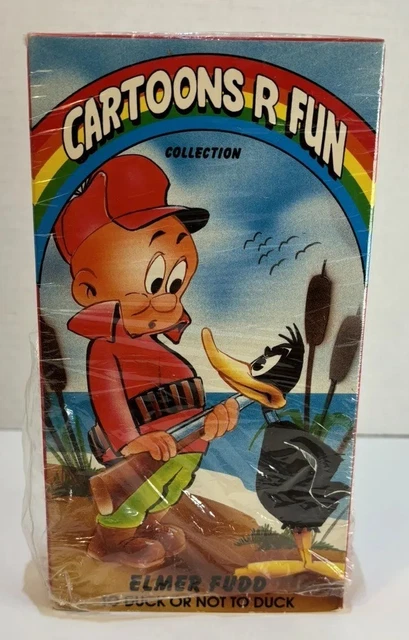 CARTOONS R FUN
COLLECTION
ELMER FUDD
TO DUCK OR NOT TO DUCK